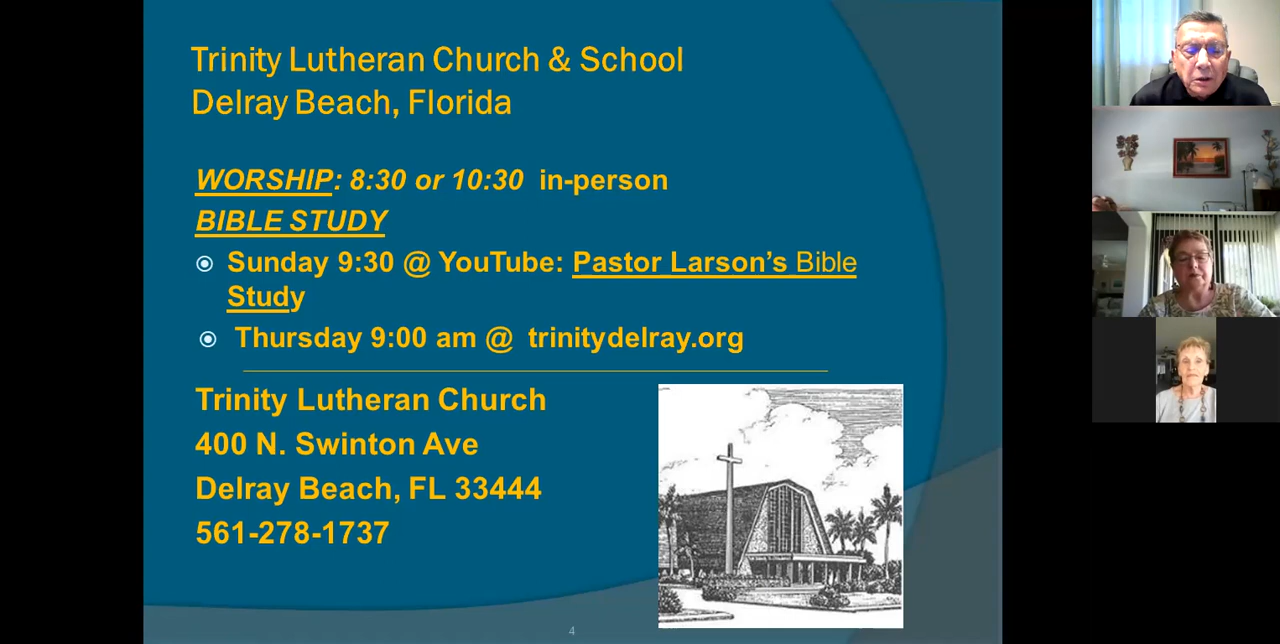 Trinity Lutheran Church & School
Delray Beach, Florida
WORSHIP: 8:30 or 10:30 in-person
BIBLE STUDY
Sunday 9:30 @ YouTube: Pastor Larson’s Bible
Study
Thursday 9:00 am @ trinitydelray.org
Trinity Lutheran Church
400 N. Swinton Ave
Delray Beach, FL 33444
561-278-1737
4